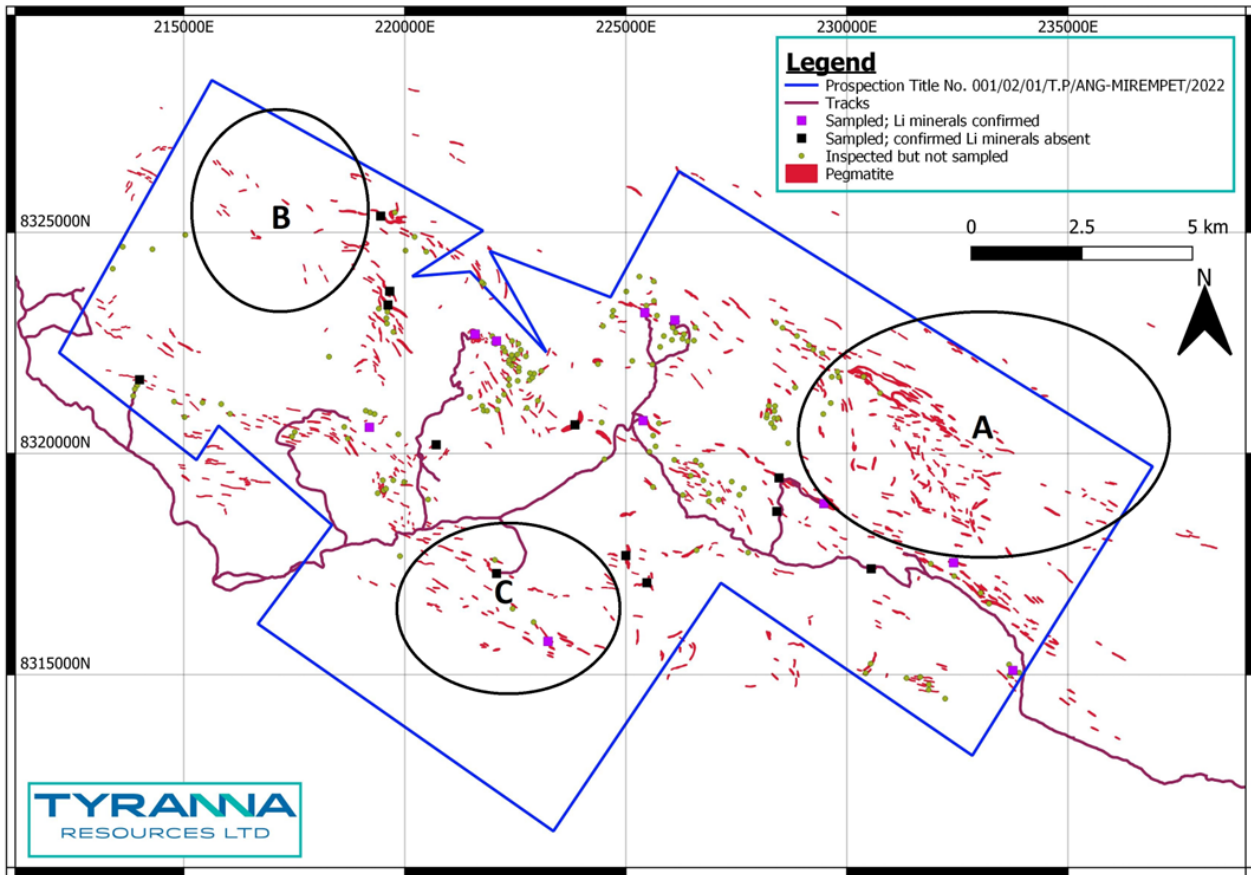 215000E 220000E 225000E 230000E 235000E
Legend
Prospection Title No. 001/02/01/T.P/ANG-MIREMPET/2022
Tracks
Sampled; Li minerals confirmed
Sampled; confirmed Li minerals absent
Inspected but not sampled
Pegmatite
8325000N
0 2.5 5 km
N
B
A
8320000N
C
8315000N
TYRANNA
RESOURCES LTD